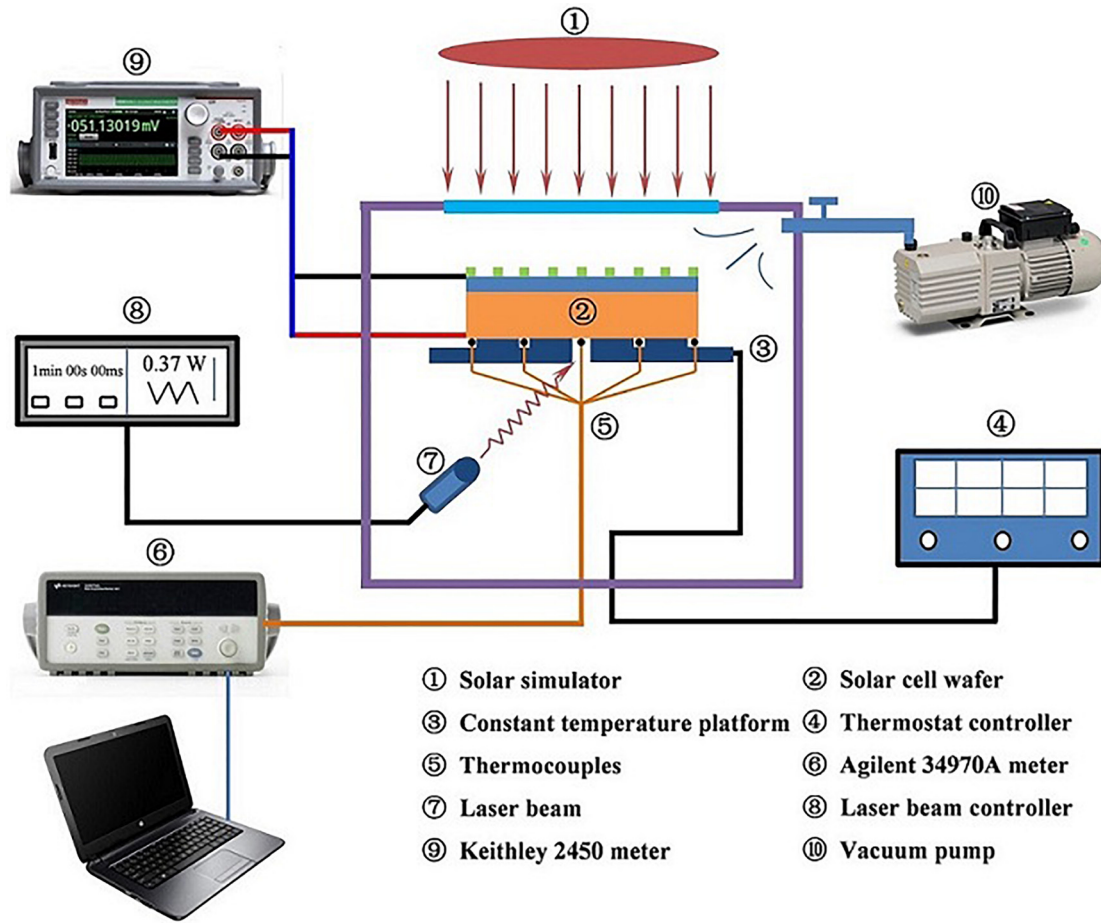 ①
⑨
051.13019mV
⑩
②
⑧
③
1min 00s 00ms
0.37 W
⑤
④
⑦
⑥
① Solar simulator
② Solar cell wafer
③ Constant temperature platform
④ Thermostat controller
⑤ Thermocouples
⑥ Agilent 34970A meter
⑦ Laser beam
⑧ Laser beam controller
⑨ Keithley 2450 meter
⑩ Vacuum pump